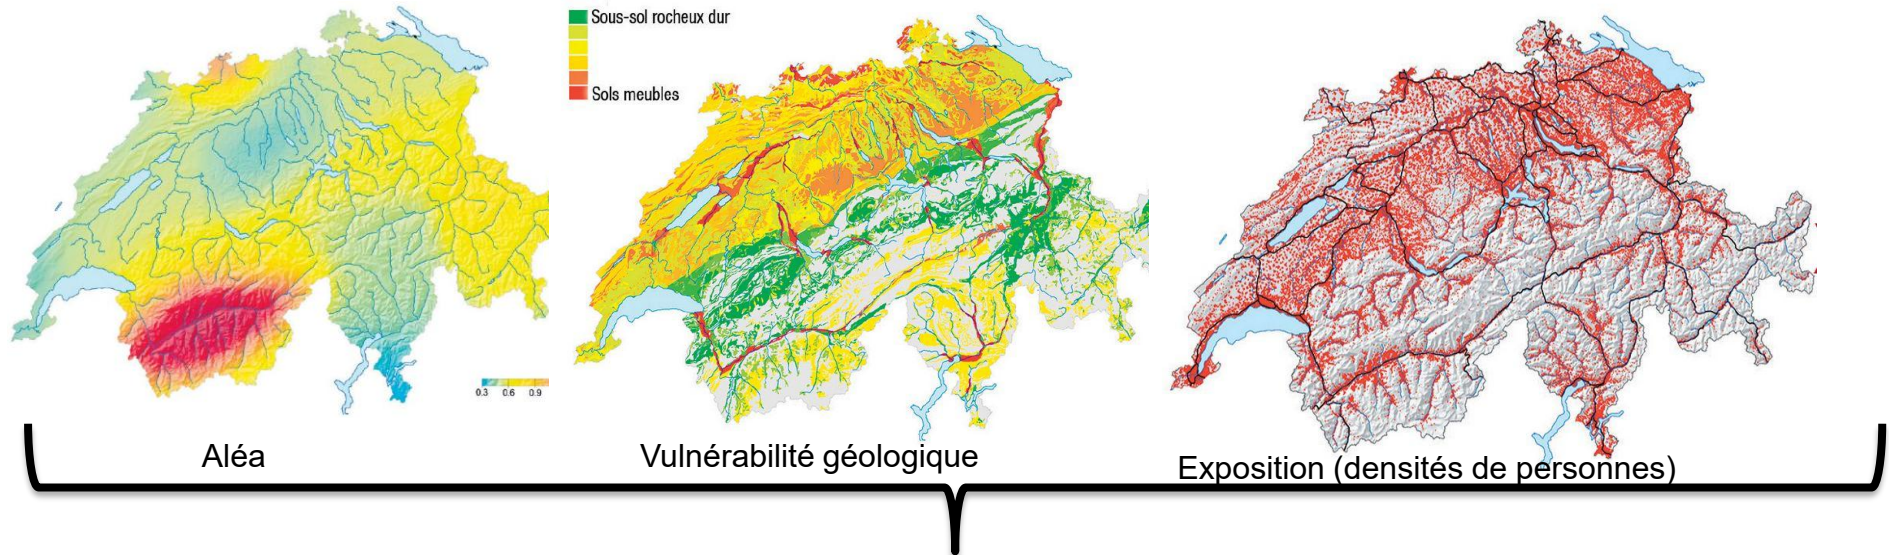 Sous-sol rocheux dur
Sols meubles
0.3 0.6 0.9
Aléa
Vulnérabilité géologique
Exposition (densités de personnes)